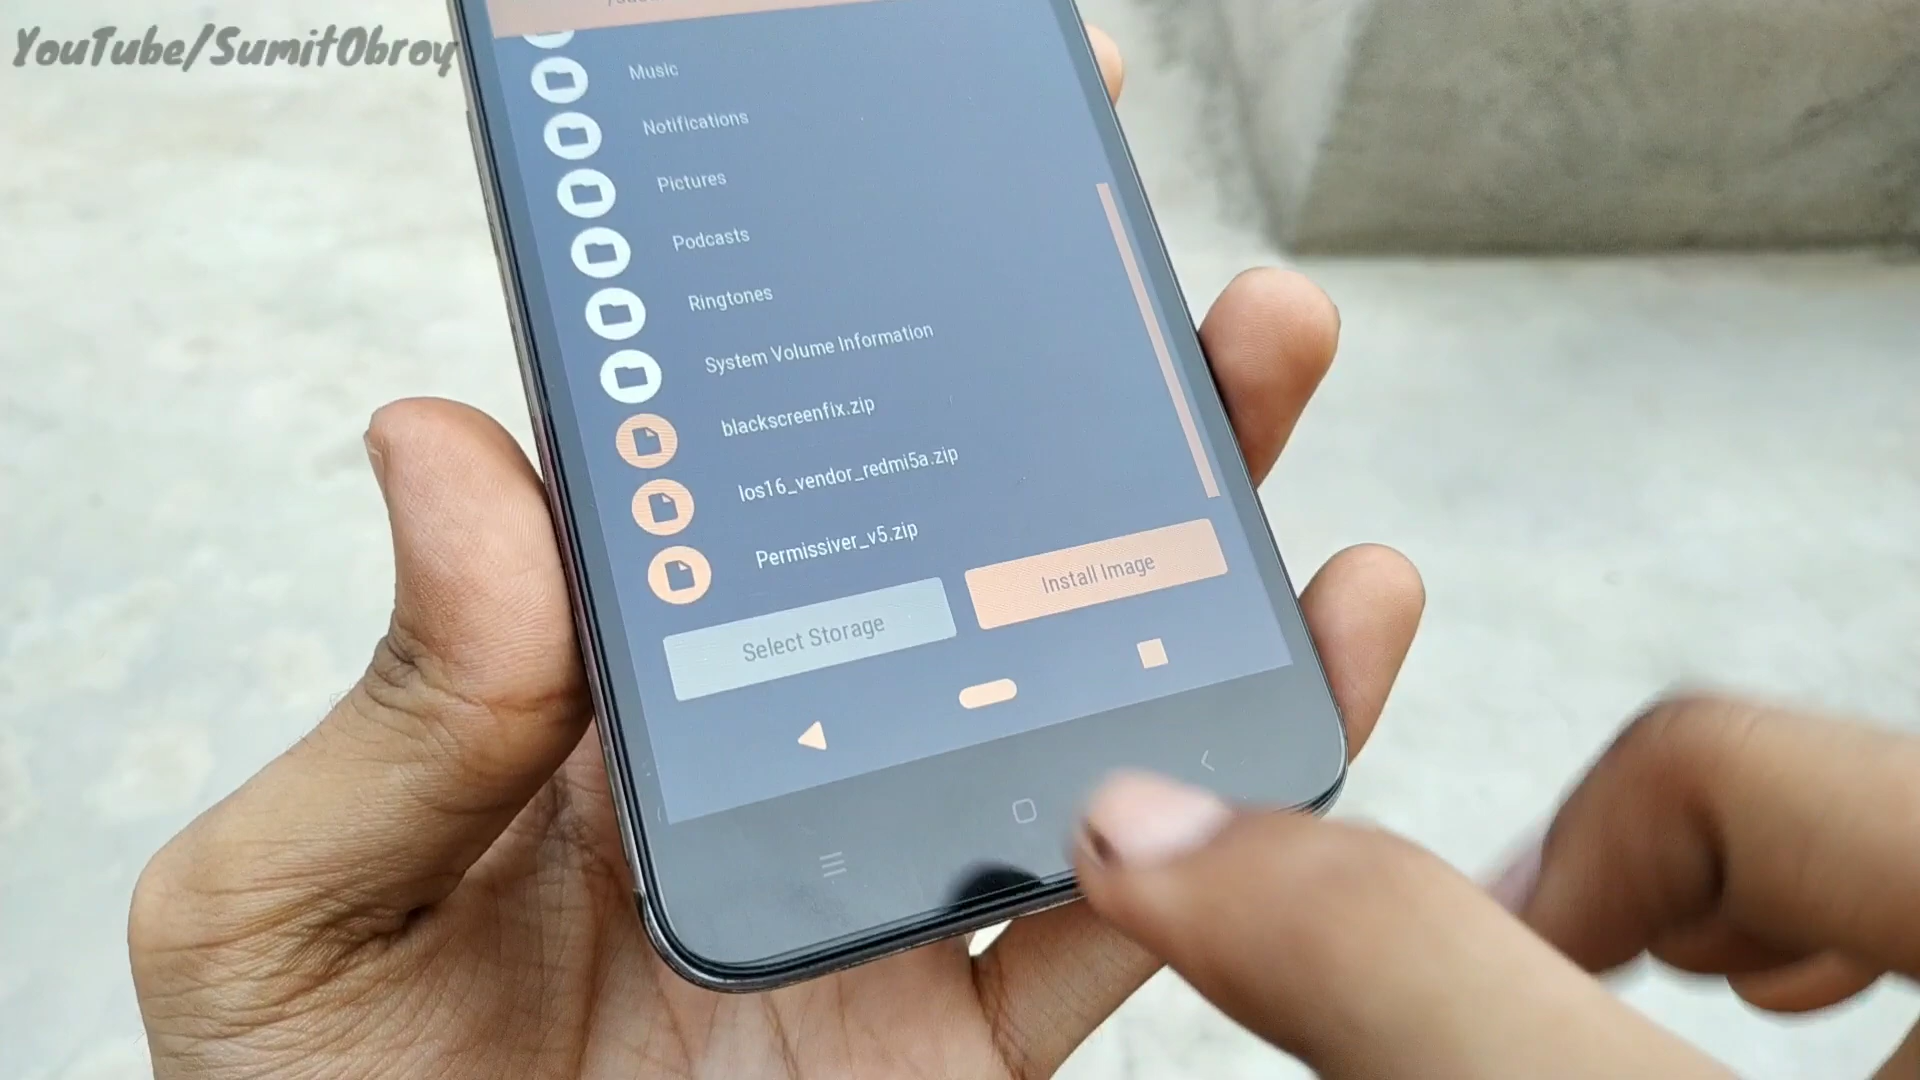 YouTube/SumitObroy
Music
Notifications
Pictures
Podcasts
Ringtones
System Volume Information
blackscreenfix.zip
los16_vendor_redmi5a.zip
Permissiver_v5.zip
Select Storage
Install Image